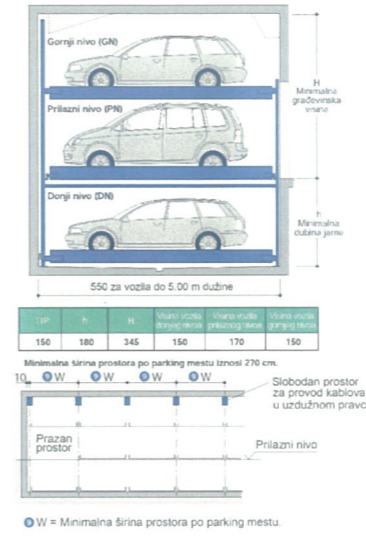 Gornji nivo (GN)
H
Minimalna
građevinska
visina
Prilazni nivo (PN)
Donji nivo (DN)
h
Minimalna
dubina jame
550 za vozila do 5.00 m dužine
TIP h H Visina vozila donjeg nivoa Visina vozila prilaznog nivoa Visina vozila gornjeg nivoa
150 180 345 150 170 150
Minimalna širina prostora po parking mestu iznosi 270 cm.
10 W W W W
Slobodan prostor
za provod kablova
u uzdužnom pravo
Prazan
prostor
Prilazni nivo
W = Minimalna širina prostora po parking mestu.